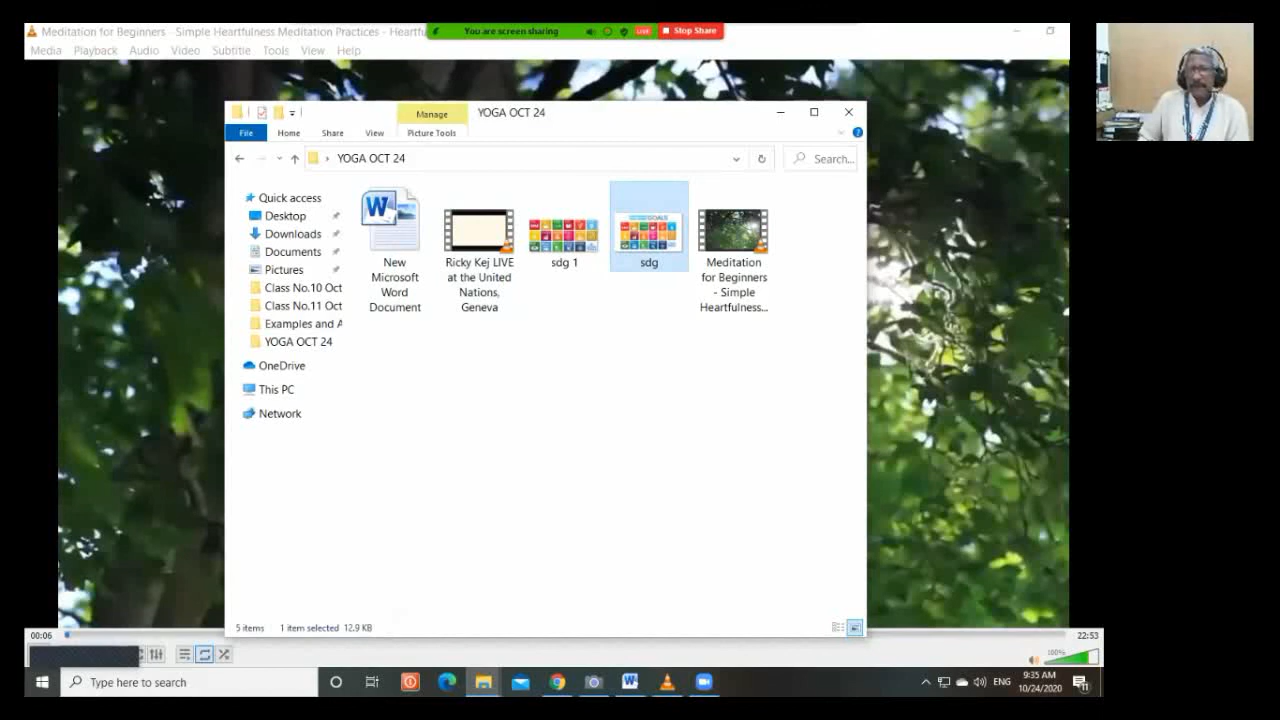 Meditation for Beginners - Simple Heartfulness Meditation Practices - Heartfu
You are screen sharing LIVE Stop Share
Media Playback Audio Video Subtitle Tools View Help
Manage YOGA OCT 24
File Home Share View Picture Tools
YOGA OCT 24 Search...
Quick access
Desktop
Downloads
Documents
Pictures
Class No.10 Oct
Class No.11 Oct
Examples and A
YOGA OCT 24
OneDrive
This PC
Network
New
Microsoft
Word
Document
Ricky Kej LIVE
at the United
Nations,
Geneva
sdg 1
GOALS
sdg
Meditation
for Beginners
- Simple
Heartfulness...
5 items 1 item selected 12.9 KB
00:06 22:53
100%
Type here to search
ENG
9:35 AM
10/24/2020